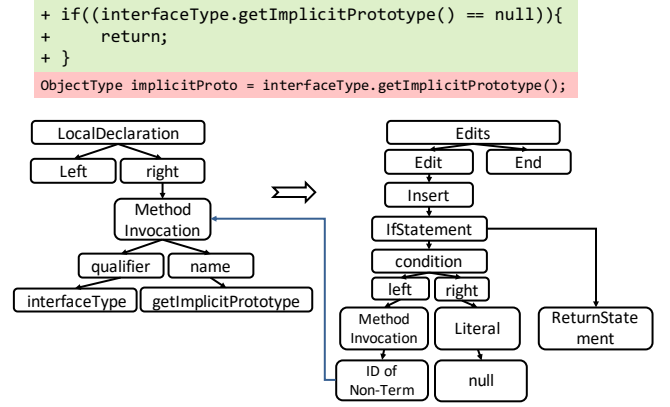 + if((interfaceType.getImplicitPrototype() == null)){
+     return;
+ }
ObjectType implicitProto = interfaceType.getImplicitPrototype();
LocalDeclaration
Left
right
Method
Invocation
qualifier
name
interfaceType
getImplicitPrototype
Edits
Edit
End
Insert
IfStatement
condition
left
right
Method
Invocation
Literal
ReturnState
ment
ID of
Non-Term
null